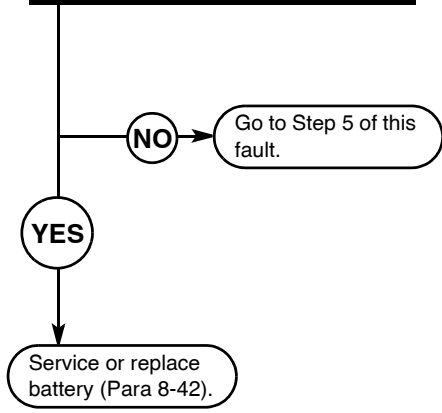 NO
Go to Step 5 of this
fault.
YES
Service or replace
battery (Para 8-42).